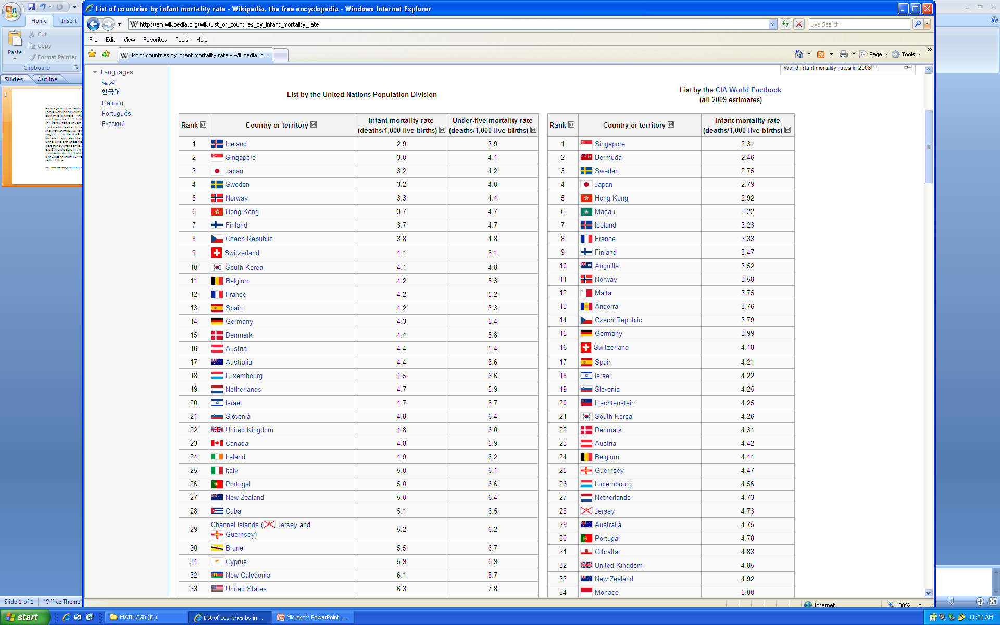 List of countries by infant mortality rate - Wikipedia, the free encyclopedia - Windows Internet Explorer
Home Insert
http://en.wikipedia.org/wiki/List_of_countries_by_infant_mortality_rate
Live Search
File Edit View Favorites Tools Help
Cut
Copy
Paste
Format Painter
Clipboard
List of countries by infant mortality rate - Wikipedia, t...
Page Tools
Slides Outline
1
Languages
العربية
한국어
Lietuvių
Português
Русский
World infant mortality rates in 2008[1]
List by the United Nations Population Division
Rank Country or territory Infant mortality rate (deaths/1,000 live births) Under-five mortality rate (deaths/1,000 live births)
1 Iceland 2.9 3.9
2 Singapore 3.0 4.1
3 Japan 3.2 4.2
4 Sweden 3.2 4.0
5 Norway 3.3 4.4
6 Hong Kong 3.7 4.7
7 Finland 3.7 4.7
8 Czech Republic 3.8 4.8
9 Switzerland 4.1 5.1
10 South Korea 4.1 4.8
11 Belgium 4.2 5.3
12 France 4.2 5.2
13 Spain 4.2 5.3
14 Germany 4.3 5.4
15 Denmark 4.4 5.8
16 Austria 4.4 5.4
17 Australia 4.4 5.6
18 Luxembourg 4.5 6.6
19 Netherlands 4.7 5.9
20 Israel 4.7 5.7
21 Slovenia 4.8 6.4
22 United Kingdom 4.8 6.0
23 Canada 4.8 5.9
24 Ireland 4.9 6.2
25 Italy 5.0 6.1
26 Portugal 5.0 6.6
27 New Zealand 5.0 6.4
28 Cuba 5.1 6.5
29 Channel Islands (Jersey and Guernsey) 5.2 6.2
30 Brunei 5.5 6.7
31 Cyprus 5.9 6.9
32 New Caledonia 6.1 8.7
33 United States 6.3 7.8
List by the CIA World Factbook
(all 2009 estimates)
Rank Country or territory Infant mortality rate (deaths/1,000 live births)
1 Singapore 2.31
2 Bermuda 2.46
3 Sweden 2.75
4 Japan 2.79
5 Hong Kong 2.92
6 Macau 3.22
7 Iceland 3.23
8 France 3.33
9 Finland 3.47
10 Anguilla 3.52
11 Norway 3.58
12 Malta 3.75
13 Andorra 3.76
14 Czech Republic 3.79
15 Germany 3.99
16 Switzerland 4.18
17 Spain 4.21
18 Israel 4.22
19 Slovenia 4.25
20 Liechtenstein 4.25
21 South Korea 4.26
22 Denmark 4.34
23 Austria 4.42
24 Belgium 4.44
25 Guernsey 4.47
26 Luxembourg 4.56
27 Netherlands 4.73
28 Jersey 4.73
29 Australia 4.75
30 Portugal 4.78
31 Gibraltar 4.83
32 United Kingdom 4.85
33 New Zealand 4.92
34 Monaco 5.00
Slide 1 of 1 "Office Theme"
Internet 100%
start MATH 2GB (E:) List of countries by in... Microsoft PowerPoint ... 11:56 AM